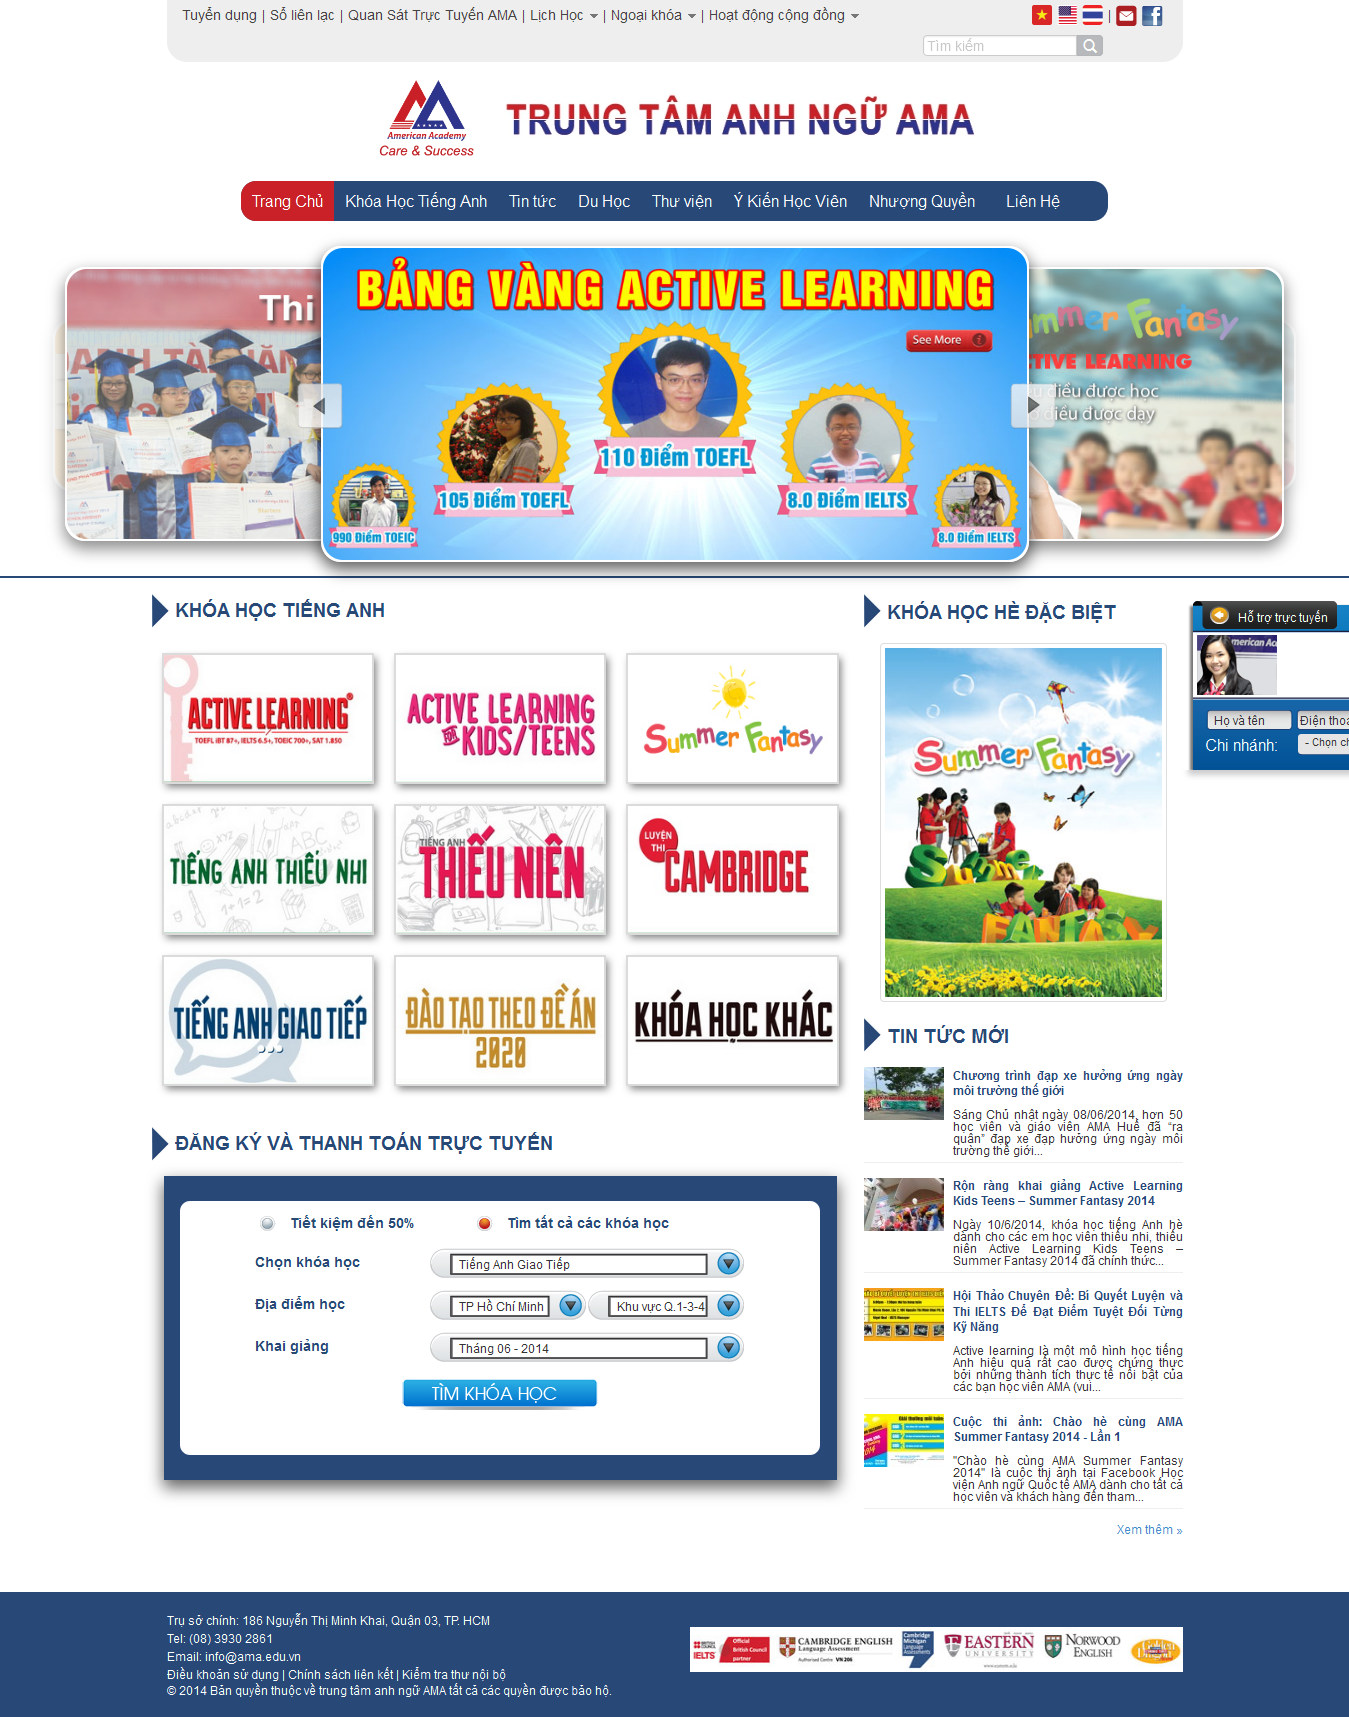 Tuyển dụng | Sổ liên lạc | Quan Sát Trực Tuyến AMA | Lịch Học | Ngoại khóa | Hoạt động cộng đồng
Tìm kiếm
American Academy
Care & Success
TRUNG TÂM ANH NGỮ AMA
Trang Chủ Khóa Học Tiếng Anh Tin tức Du Học Thư viện Ý Kiến Học Viên Nhượng Quyền Liên Hệ
Thi
BẢNG VÀNG ACTIVE LEARNING
See More
110 Điểm TOEFL
105 Điểm TOEFL
8.0 Điểm IELTS
990 Điểm TOEIC
8.0 Điểm IELTS
mmer Fantasy
CTIVE LEARNING
điều được học
điều được dạy
KHÓA HỌC TIẾNG ANH
ACTIVE LEARNING®
TOEFL iBT 87+, IELTS 6.5+, TOEIC 700+, SAT 1.850
ACTIVE LEARNING
FOR KIDS/TEENS
Summer Fantasy
TIẾNG ANH THIẾU NHI
TIẾNG ANH
THIẾU NIÊN
LUYỆN THI
CAMBRIDGE
TIẾNG ANH GIAO TIẾP
ĐÀO TẠO THEO ĐỀ ÁN
2020
KHÓA HỌC KHÁC
KHÓA HỌC HÈ ĐẶC BIỆT
Summer Fantasy
Summer
FANTASY
Hỗ trợ trực tuyến
merican Ac
Họ và tên
Điện thoạ
Chi nhánh:
- Chọn ch
TIN TỨC MỚI
Chương trình đạp xe hưởng ứng ngày
môi trường thế giới
Sáng Chủ nhật ngày 08/06/2014, hơn 50
học viên và giáo viên AMA Huế đã “ra
quân” đạp xe đạp hưởng ứng ngày môi
trường thế giới...
Rộn ràng khai giảng Active Learning
Kids Teens – Summer Fantasy 2014
Ngày 10/6/2014, khóa học tiếng Anh hè
dành cho các em học viên thiếu nhi, thiếu
niên Active Learning Kids Teens –
Summer Fantasy 2014 đã chính thức...
Hội Thảo Chuyên Đề: Bí Quyết Luyện và
Thi IELTS Để Đạt Điểm Tuyệt Đối Từng
Kỹ Năng
Active learning là một mô hình học tiếng
Anh hiệu quả rất cao được chứng thực
bởi những thành tích thực tế nổi bật của
các bạn học viên AMA (vui...
Cuộc thi ảnh: Chào hè cùng AMA
Summer Fantasy 2014 - Lần 1
"Chào hè cùng AMA Summer Fantasy
2014" là cuộc thi ảnh tại Facebook Học
viện Anh ngữ Quốc tế AMA dành cho tất cả
học viên và khách hàng đến tham...
Xem thêm »
ĐĂNG KÝ VÀ THANH TOÁN TRỰC TUYẾN
Tiết kiệm đến 50%
Tìm tất cả các khóa học
Chọn khóa học
Tiếng Anh Giao Tiếp
Địa điểm học
TP Hồ Chí Minh
Khu vực Q.1-3-4
Khai giảng
Tháng 06 - 2014
TÌM KHÓA HỌC
Trụ sở chính: 186 Nguyễn Thị Minh Khai, Quận 03, TP. HCM
Tel: (08) 3930 2861
Email: info@ama.edu.vn
Điều khoản sử dụng | Chính sách liên kết | Kiểm tra thư nội bộ
© 2014 Bản quyền thuộc về trung tâm anh ngữ AMA tất cả các quyền được bảo hộ.
BRITISH COUNCIL
IELTS
Official
British Council
partner
CAMBRIDGE ENGLISH
Language Assessment
Authorised Centre VN 206
Cambridge
Michigan
Language
Assessments
EASTERN
UNIVERSITY
NORWOOD
ENGLISH